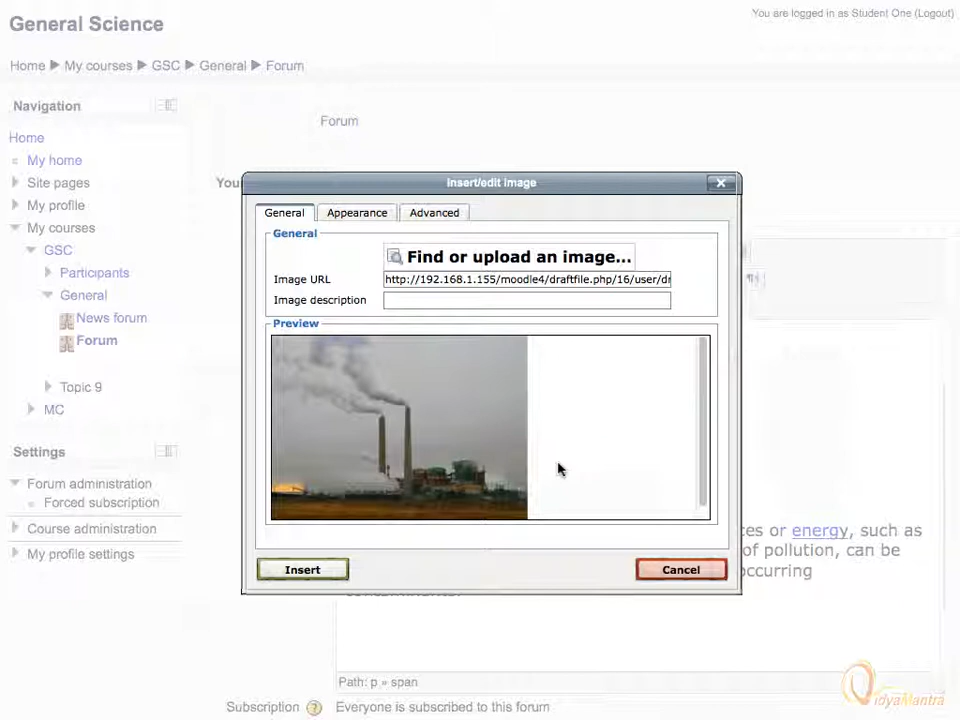 General Science
You are logged in as Student One (Logout)
Home ▶ My courses ▶ GSC ▶ General ▶ Forum
Navigation
Home
My home
Site pages
My profile
My courses
GSC
Participants
General
News forum
Forum
Topic 9
MC
Settings
Forum administration
Forced subscription
Course administration
My profile settings
Forum
You
Insert/edit image
General
Appearance
Advanced
General
Find or upload an image...
Image URL
http://192.168.1.155/moodle4/draftfile.php/16/user/dr
Image description
Preview
Insert
Cancel
ces or energy, such as
of pollution, can be
occurring
Path: p » span
Subscription
Everyone is subscribed to this forum
VidyaMantra